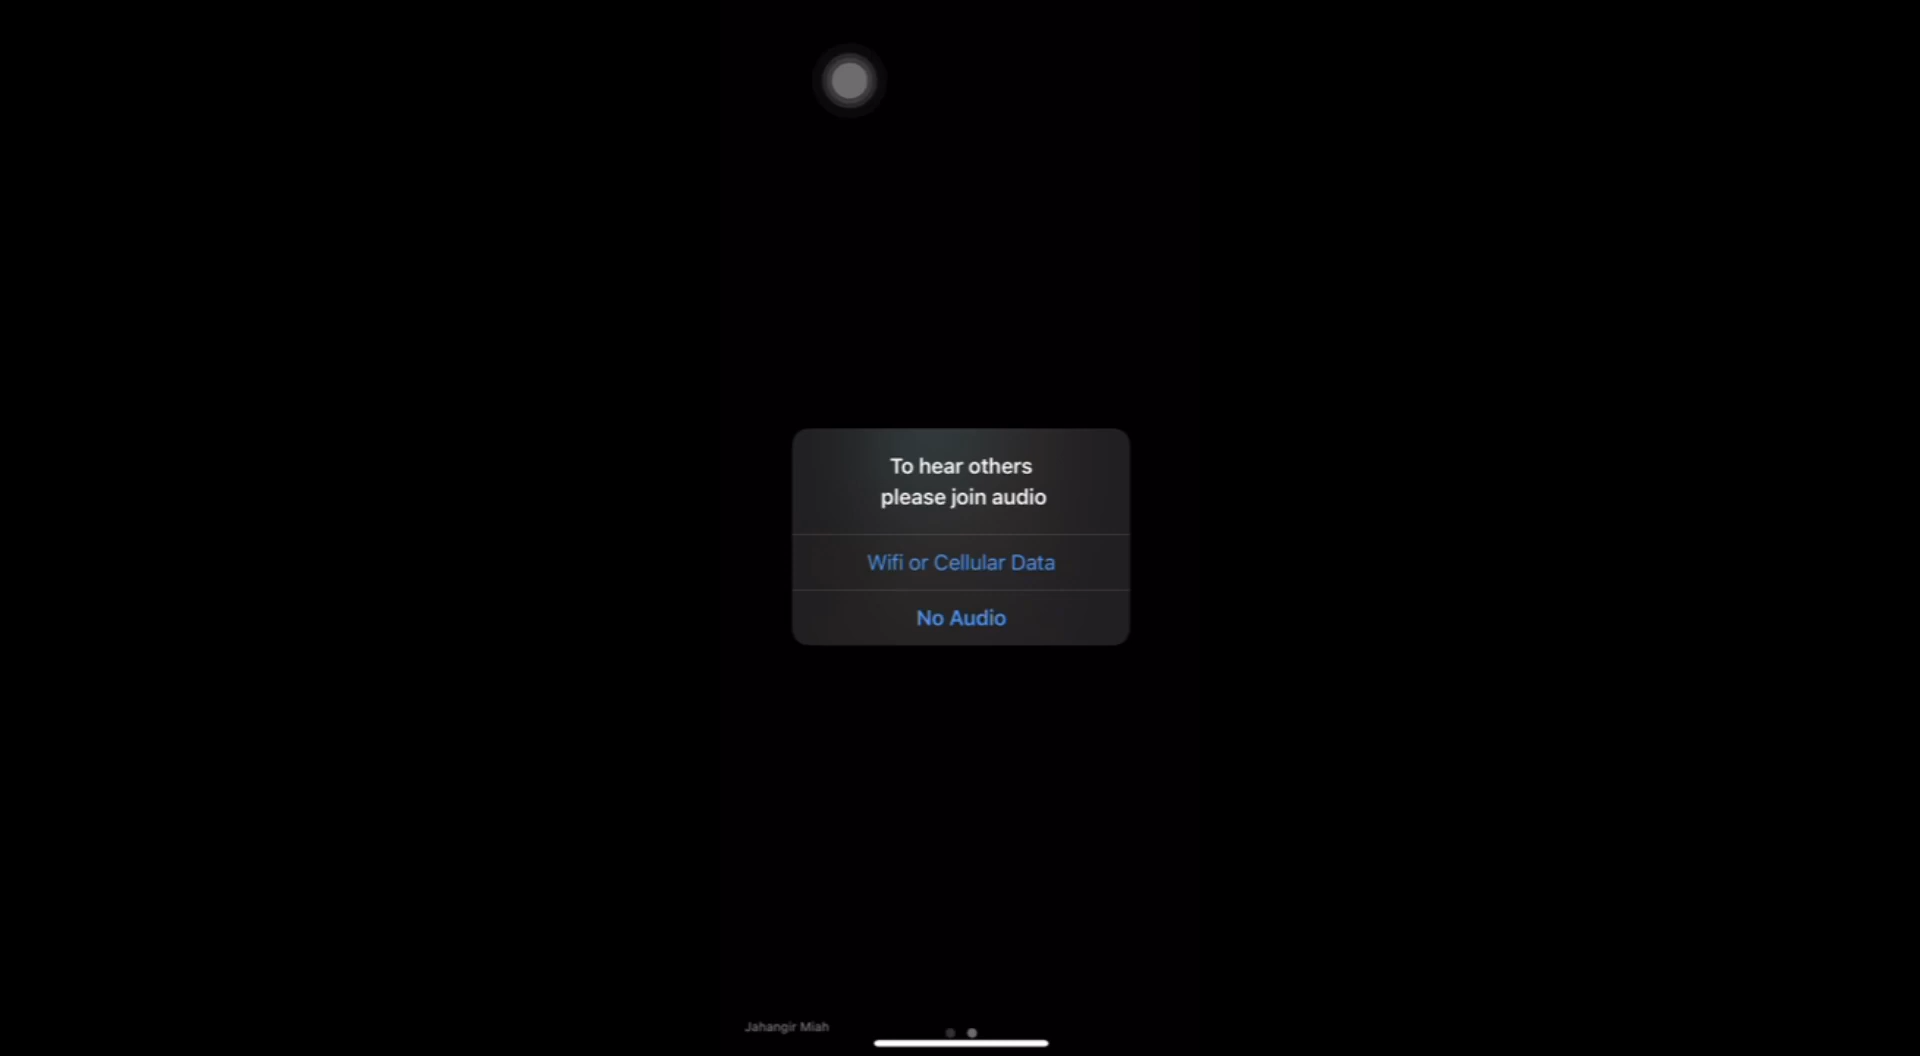 To hear others
please join audio
Wifi or Cellular Data
No Audio
Jahangir Miah